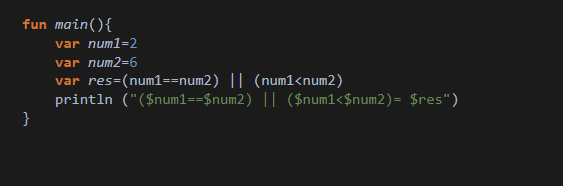 fun main(){
    var num1=2
    var num2=6
    var res=(num1==num2) || (num1<num2)
    println ("($num1==$num2) || ($num1<$num2)= $res")
}